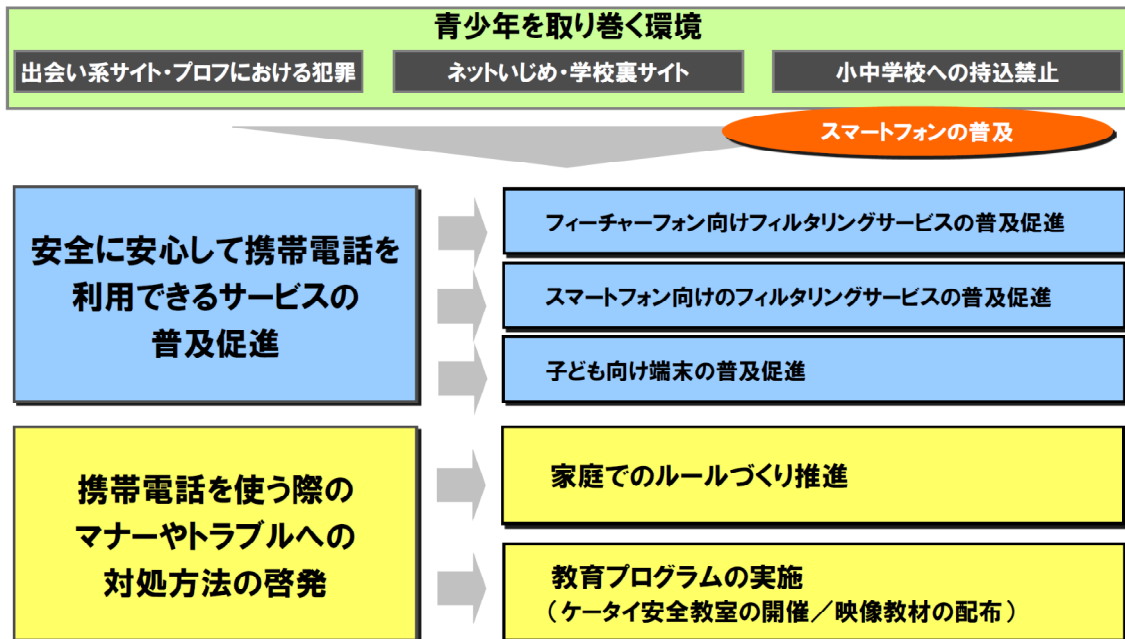 青少年を取り巻く環境
出会い系サイト・プロフにおける犯罪
ネットいじめ・学校裏サイト
小中学校への持込禁止
スマートフォンの普及
安全に安心して携帯電話を
利用できるサービスの
普及促進
フィーチャーフォン向けフィルタリングサービスの普及促進
スマートフォン向けのフィルタリングサービスの普及促進
子ども向け端末の普及促進
携帯電話を使う際の
マナーやトラブルへの
対処方法の啓発
家庭でのルールづくり推進
教育プログラムの実施
（ケータイ安全教室の開催／映像教材の配布）